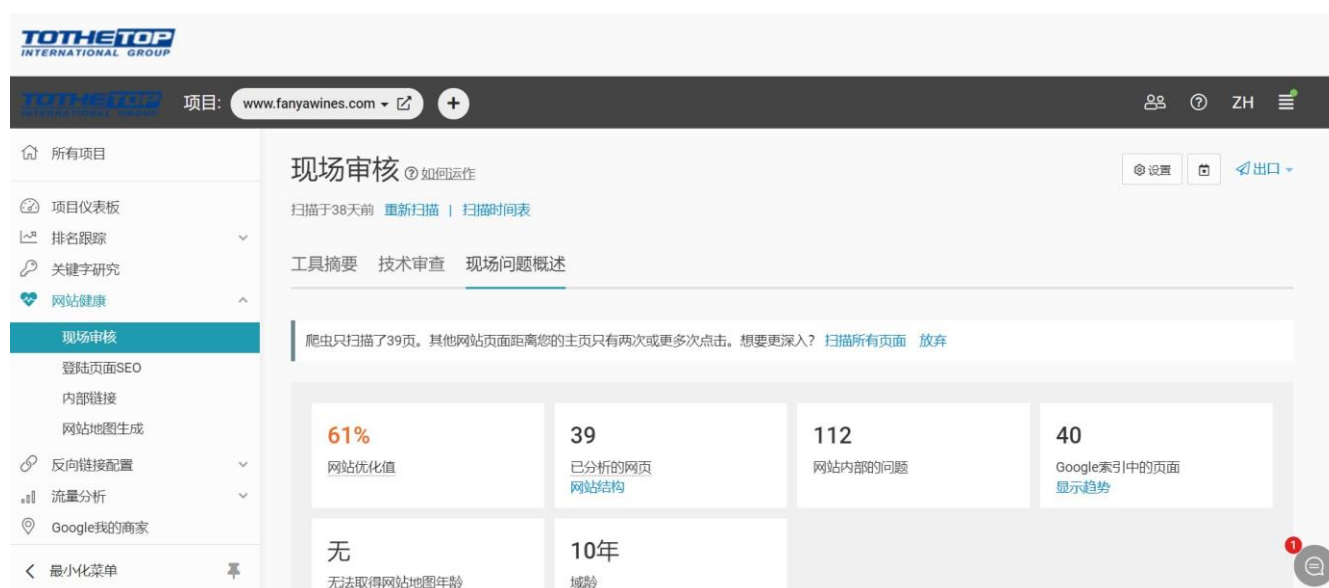 TOTHETOP
INTERNATIONAL GROUP
TOTHETOP
INTERNATIONAL GROUP
项目: www.fanyawines.com
ZH
所有项目
项目仪表板
排名跟踪
关键字研究
网站健康
现场审核
登陆页面SEO
内部链接
网站地图生成
反向链接配置
流量分析
Google我的商家
最小化菜单
现场审核 如何运作
设置
出口
扫描于38天前 重新扫描 | 扫描时间表
工具摘要 技术审查 现场问题概述
爬虫只扫描了39页。其他网站页面距离您的主页只有两次或更多次点击。想要更深入? 扫描所有页面 放弃
61%
网站优化值
39
已分析的网页
网站结构
112
网站内部的问题
40
Google索引中的页面
显示趋势
无
无法取得网站地图年龄
10年
域龄
1